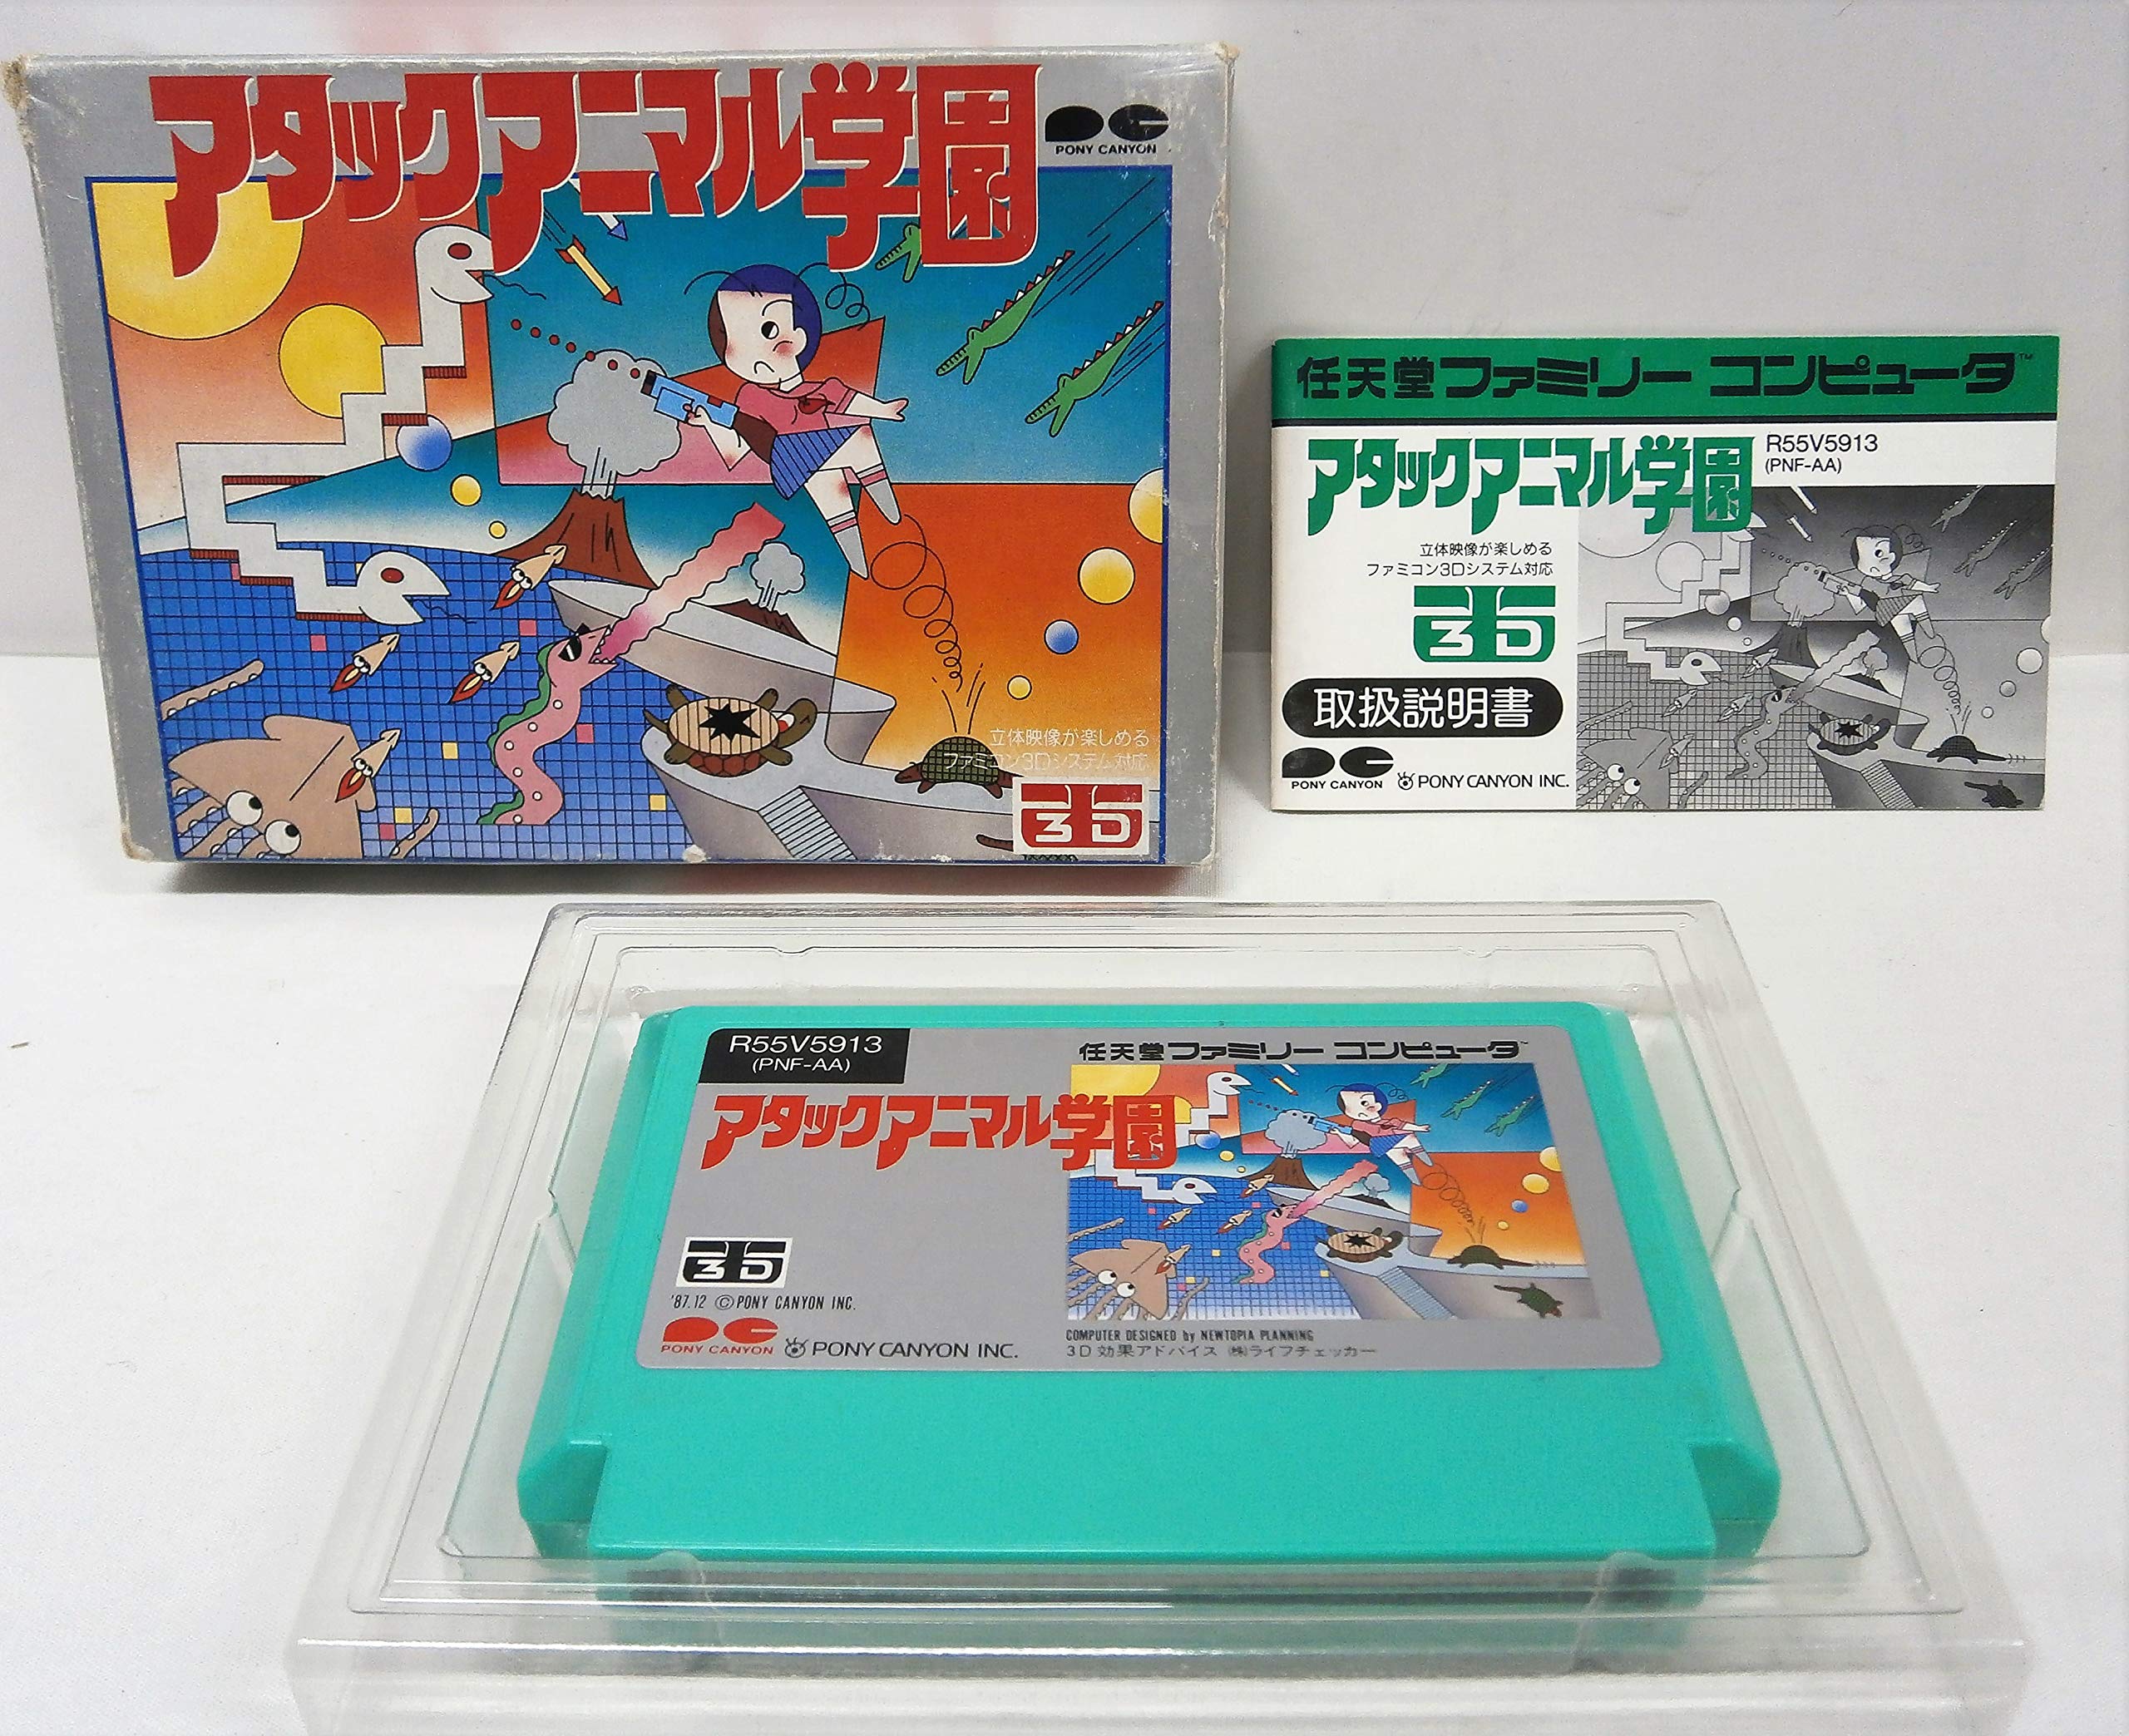 アタックアニマル学園
PONY CANYON
立体映像が楽しめる
ファミコン3Dシステム対応
3D
任天堂ファミリーコンピュータ™
アタックアニマル学園
R55V5913
(PNF-AA)
立体映像が楽しめる
ファミコン3Dシステム対応
3D
取扱説明書
PONY CANYON PONY CANYON INC.
R55V5913
(PNF-AA)
任天堂ファミリーコンピュータ™
アタックアニマル学園
3D
'87.12 ©PONY CANYON INC.
PONY CANYON PONY CANYON INC.
COMPUTER DESIGNED by NEWTOPIA PLANNING
3D効果アドバイス ㈱ライフチェッカー